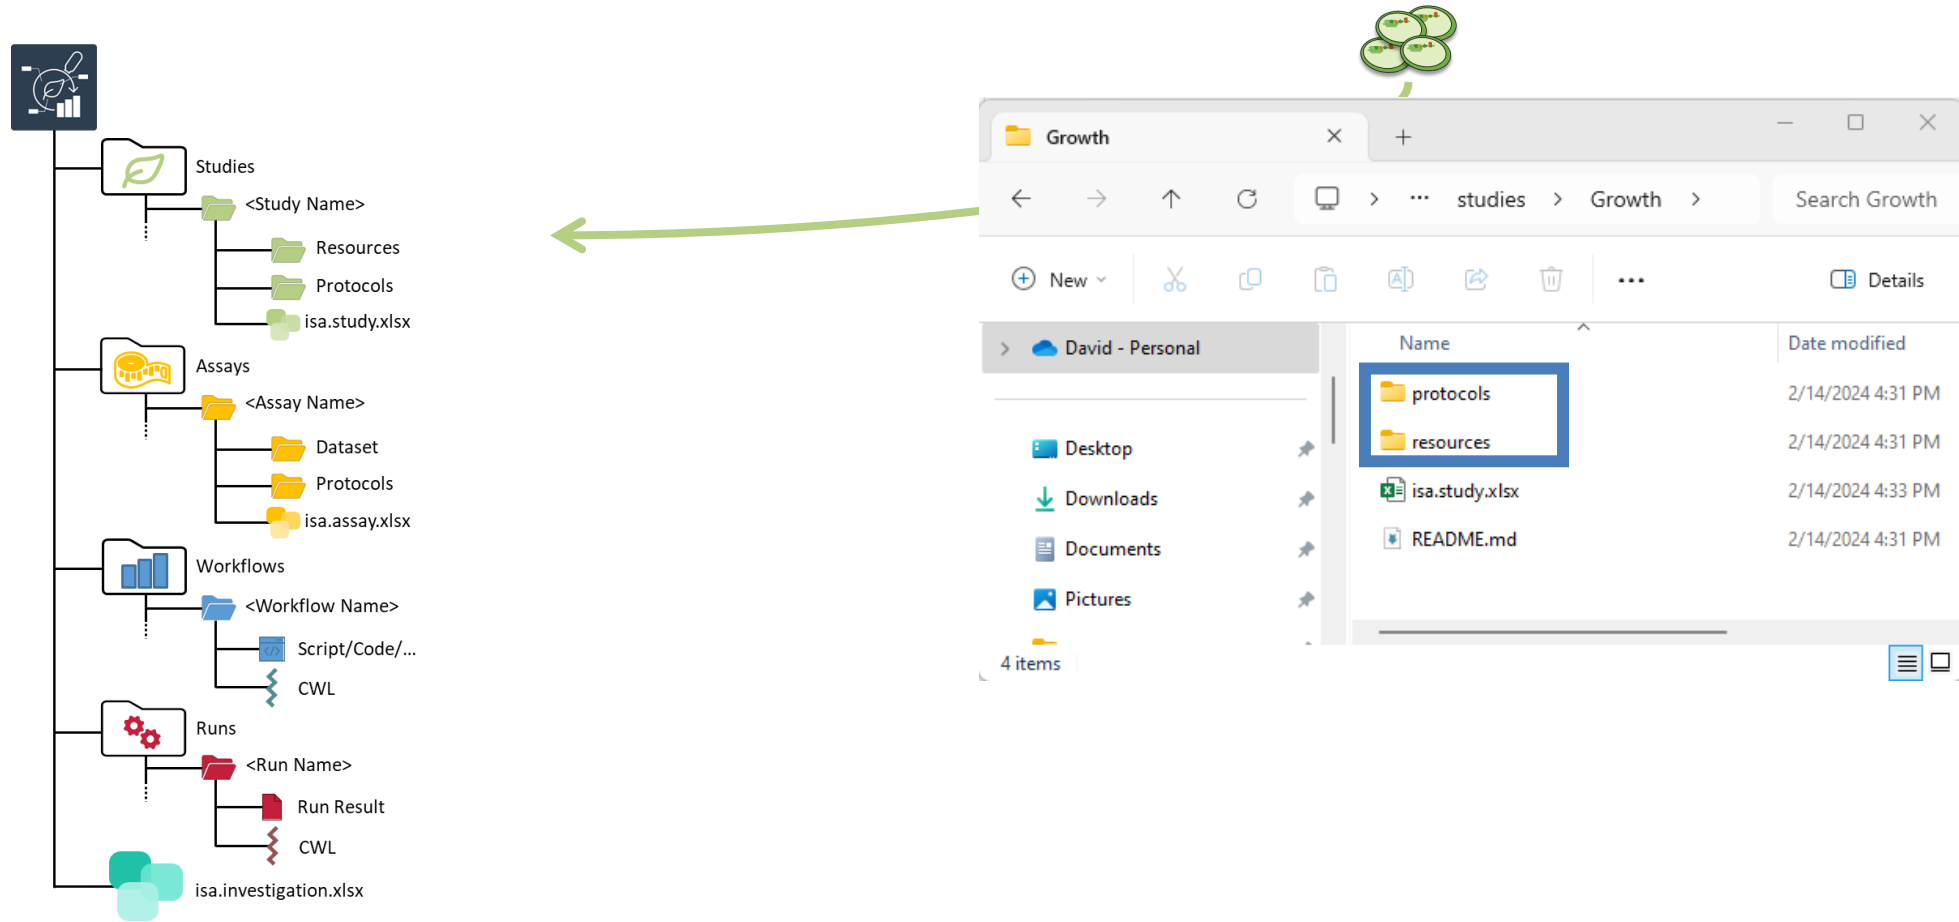 Studies
<Study Name>
Resources
Protocols
isa.study.xlsx
Assays
<Assay Name>
Dataset
Protocols
isa.assay.xlsx
Workflows
<Workflow Name>
Script/Code/...
CWL
Runs
<Run Name>
Run Result
CWL
isa.investigation.xlsx
Growth
studies > Growth > Search Growth
New Details
David - Personal
Desktop
Downloads
Documents
Pictures
Name Date modified
protocols 2/14/2024 4:31 PM
resources 2/14/2024 4:31 PM
isa.study.xlsx 2/14/2024 4:33 PM
README.md 2/14/2024 4:31 PM
4 items